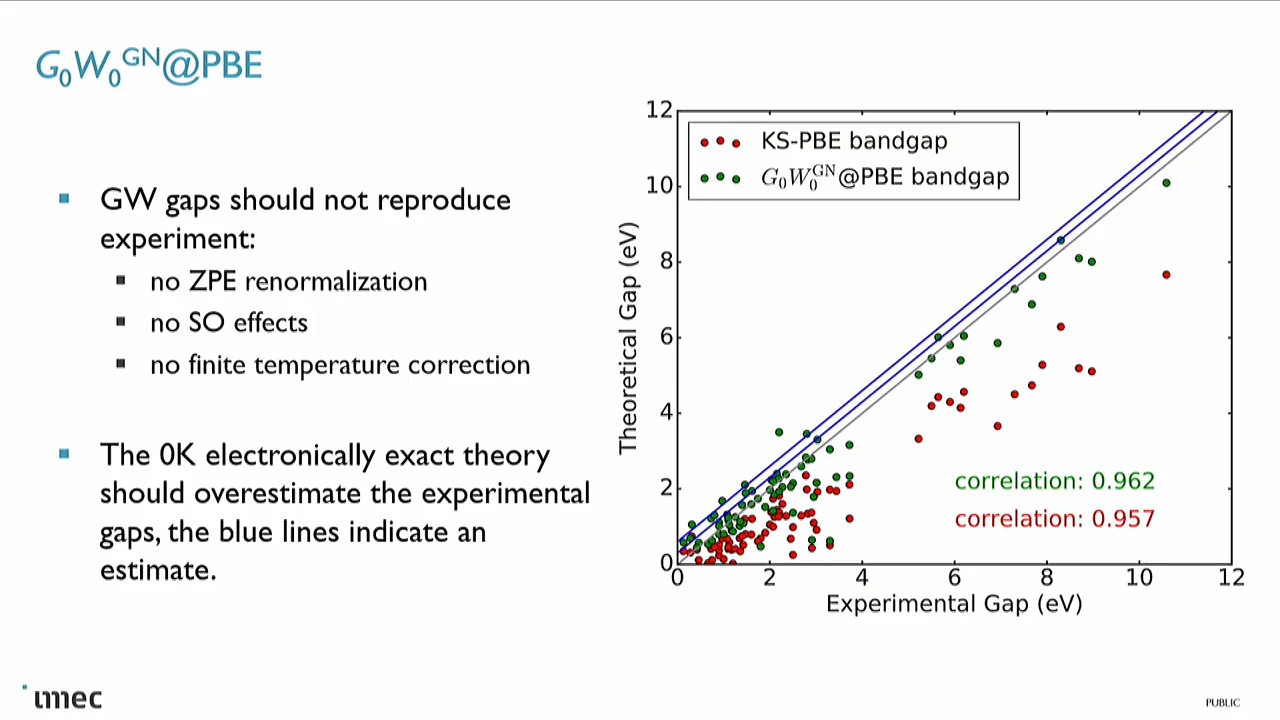 G₀W₀ᴳᴺ@PBE
GW gaps should not reproduce
experiment:
no ZPE renormalization
no SO effects
no finite temperature correction
The 0K electronically exact theory
should overestimate the experimental
gaps, the blue lines indicate an
estimate.
KS-PBE bandgap
G₀W₀ᴳᴺ@PBE bandgap
Theoretical Gap (eV)
12
10
8
6
4
2
0
correlation: 0.962
correlation: 0.957
0 2 4 6 8 10 12
Experimental Gap (eV)
imec
PUBLIC